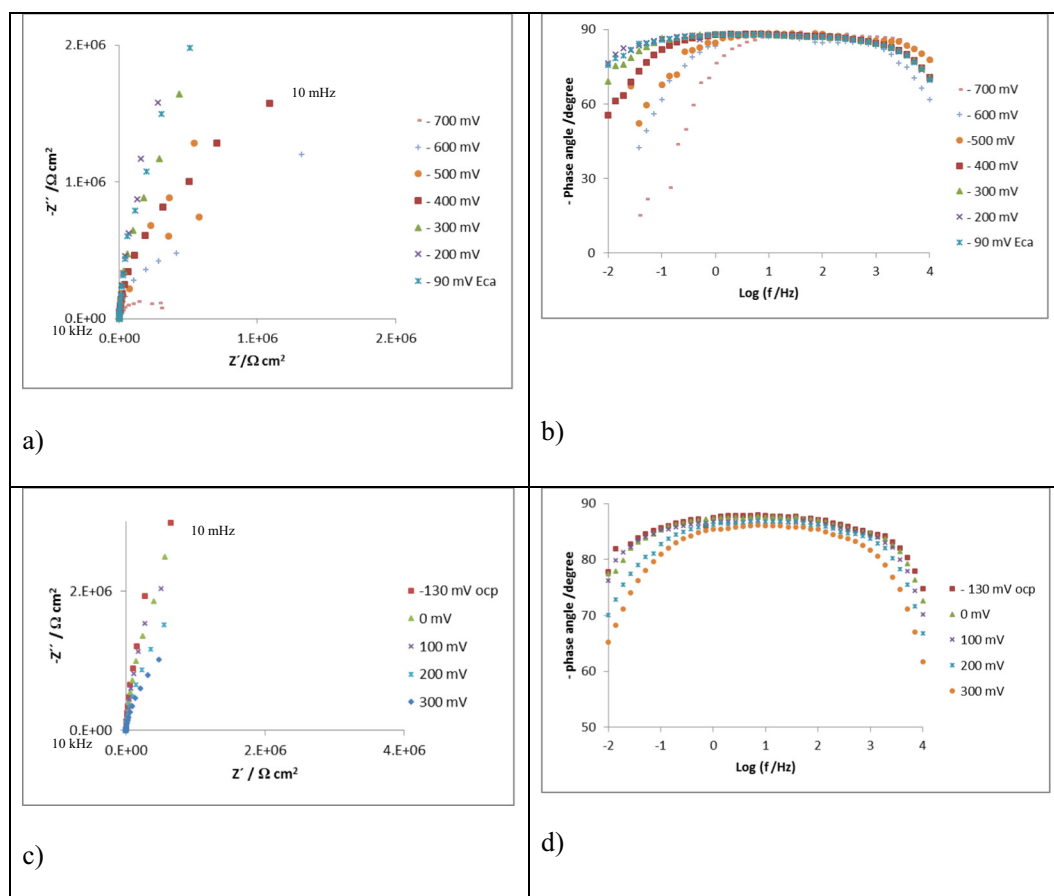 2.E+06
10 mHz
1.E+06
0.E+00
10 kHz
0.E+00
1.E+06
2.E+06
-Z´´/Ω cm²
Z´/Ω cm²
- 700 mV
- 600 mV
- 500 mV
- 400 mV
- 300 mV
- 200 mV
- 90 mV Eca
a)
90
60
30
0
-2
-1
0
1
2
3
4
- Phase angle /degree
Log (f /Hz)
- 700 mV
- 600 mV
-500 mV
- 400 mV
- 300 mV
- 200 mV
- 90 mV Eca
b)
10 mHz
2.E+06
0.E+00
10 kHz
0.E+00
2.E+06
4.E+06
-Z´´ / Ω cm²
Z´ / Ω cm²
-130 mV ocp
0 mV
100 mV
200 mV
300 mV
c)
90
80
70
60
50
-2
-1
0
1
2
3
4
- phase angle /degree
Log (f /Hz)
- 130 mV ocp
0 mV
100 mV
200 mV
300 mV
d)